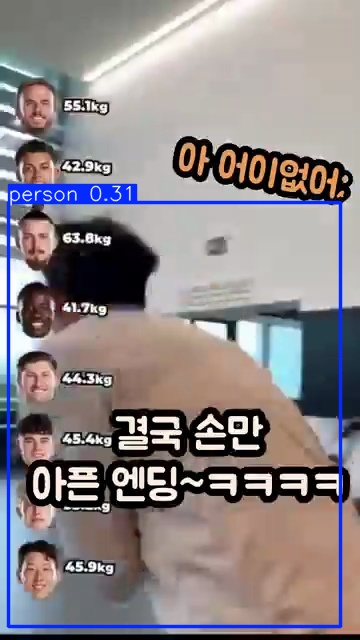 55.1kg
42.9kg
아 어이없어;
person 0.31
63.8kg
41.7kg
44.3kg
45.4kg
결국 손만
아픈 엔딩~ㅋㅋㅋㅋ
45.9kg